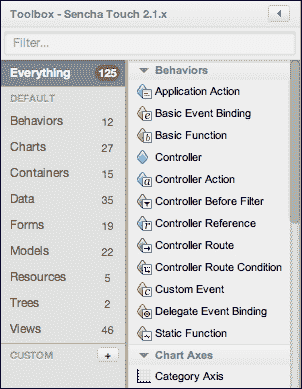 Toolbox - Sencha Touch 2.1.x
Filter...
Everything 125
DEFAULT
Behaviors 12
Charts 27
Containers 15
Data 35
Forms 19
Models 22
Resources 5
Trees 2
Views 46
CUSTOM +
Behaviors
Application Action
Basic Event Binding
Basic Function
Controller
Controller Action
Controller Before Filter
Controller Reference
Controller Route
Controller Route Condition
Custom Event
Delegate Event Binding
Static Function
Chart Axes
Category Axis